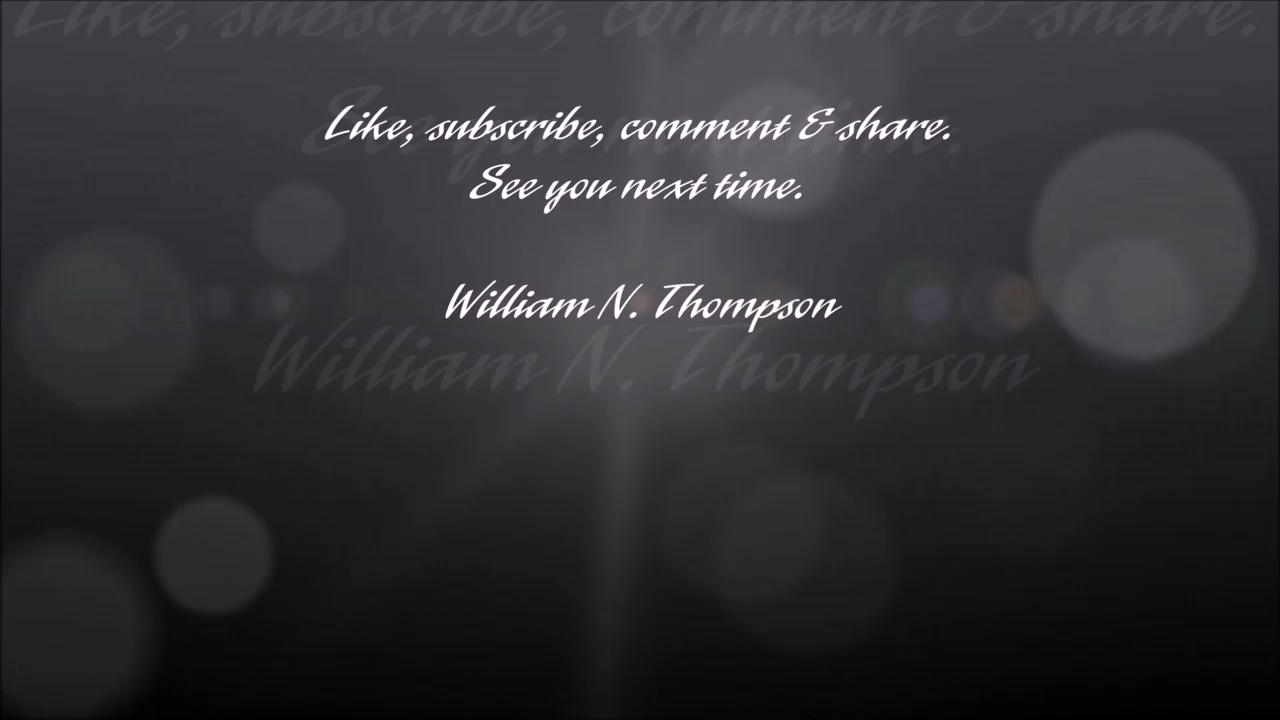 Like, subscribe, comment & share.
See you next time.
William N. Thompson